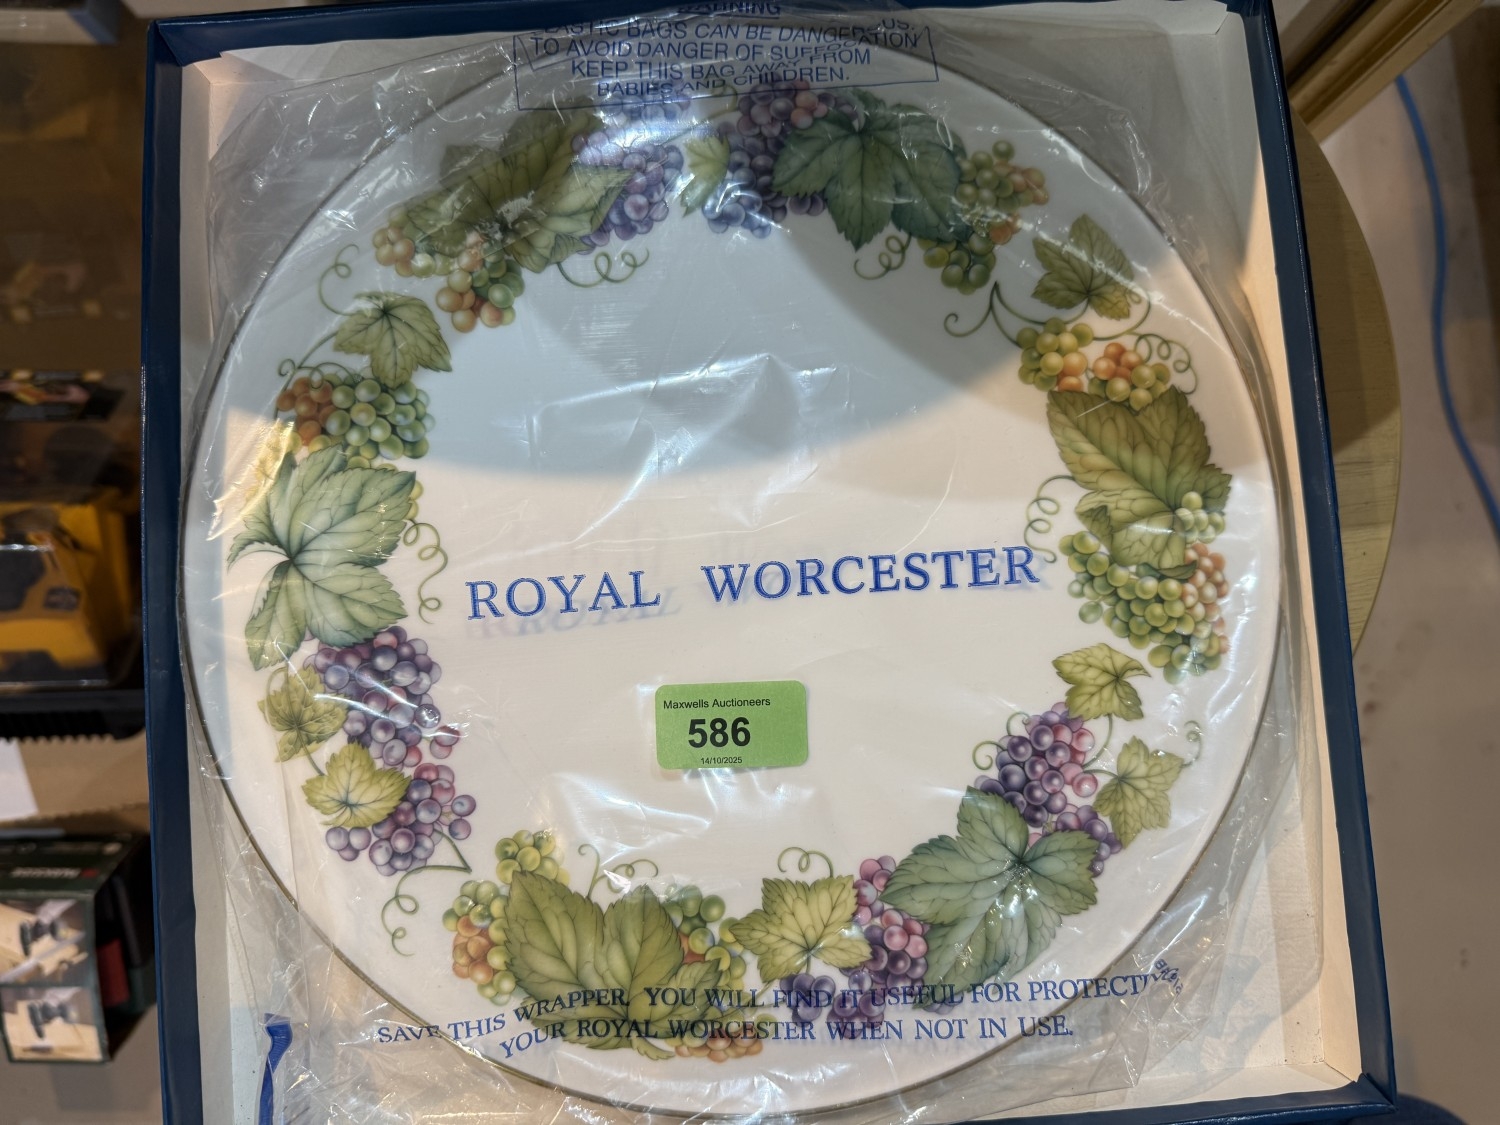 WARNING
PLASTIC BAGS CAN BE DANGEROUS.
TO AVOID DANGER OF SUFFOCATION
KEEP THIS BAG AWAY FROM
BABIES AND CHILDREN.
ROYAL WORCESTER
Maxwells Auctioneers
586
14/10/2025
SAVE THIS WRAPPER. YOU WILL FIND IT USEFUL FOR PROTECTING
YOUR ROYAL WORCESTER WHEN NOT IN USE.